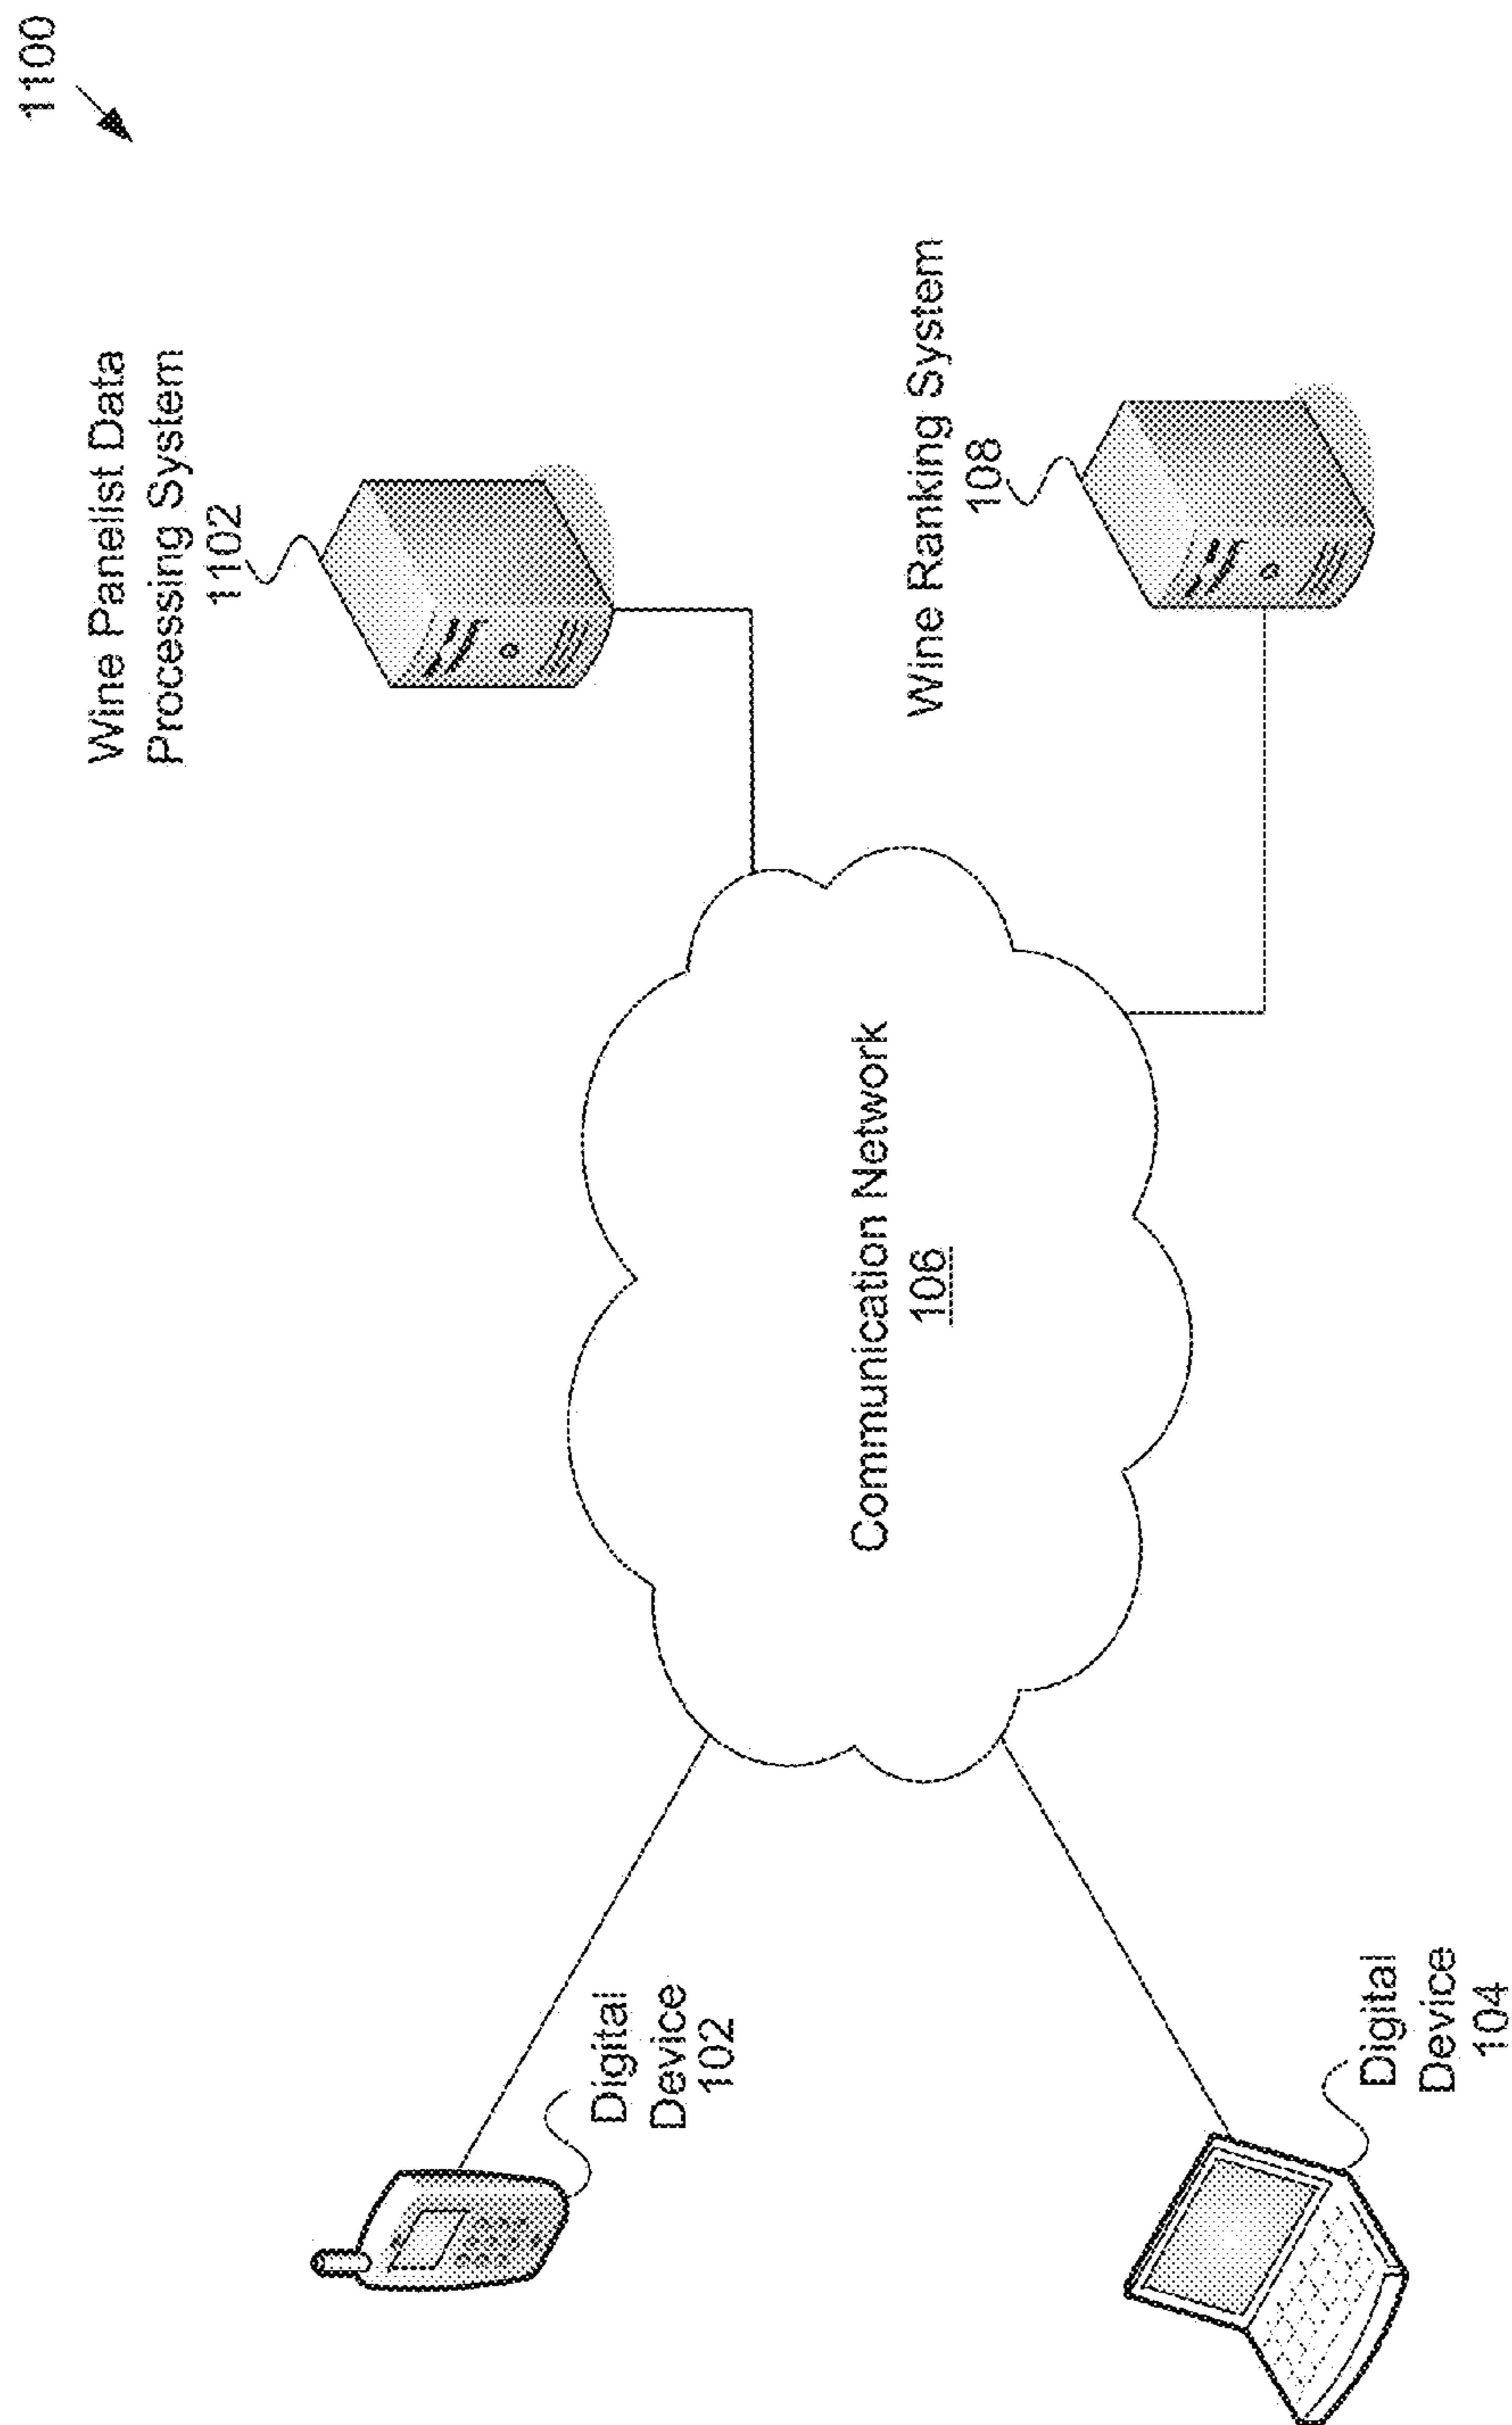 1100
Wine Panelist Data
Processing System
1102
Wine Ranking System
108
Communication Network
106
Digital
Device
102
Digital
Device
104